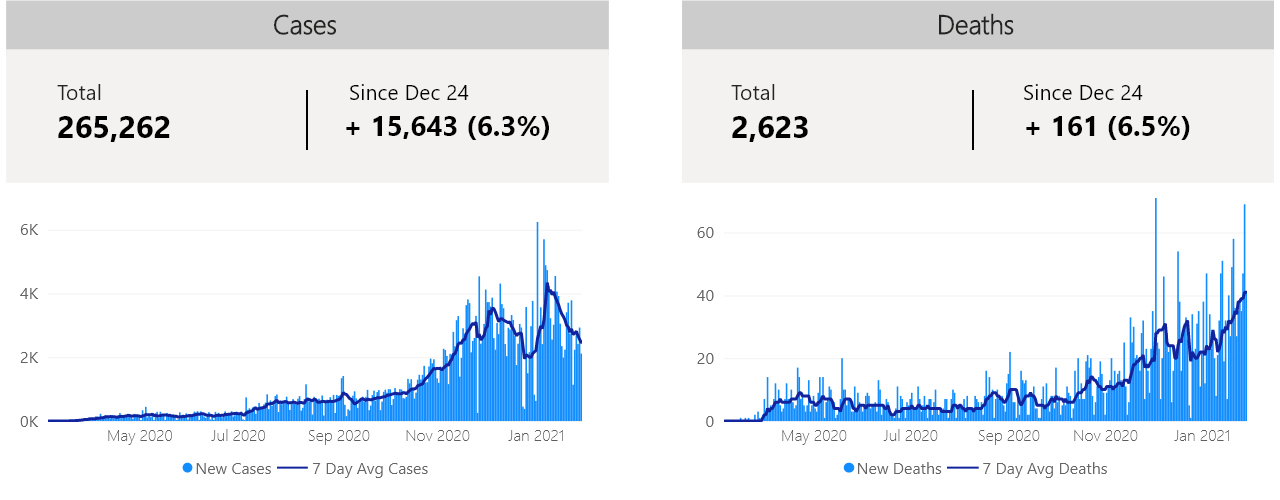 Cases
Total
265,262
Since Dec 24
+ 15,643 (6.3%)
6K
4K
2K
0K
May 2020 Jul 2020 Sep 2020 Nov 2020 Jan 2021
New Cases 7 Day Avg Cases
Deaths
Total
2,623
Since Dec 24
+ 161 (6.5%)
60
40
20
0
May 2020 Jul 2020 Sep 2020 Nov 2020 Jan 2021
New Deaths 7 Day Avg Deaths